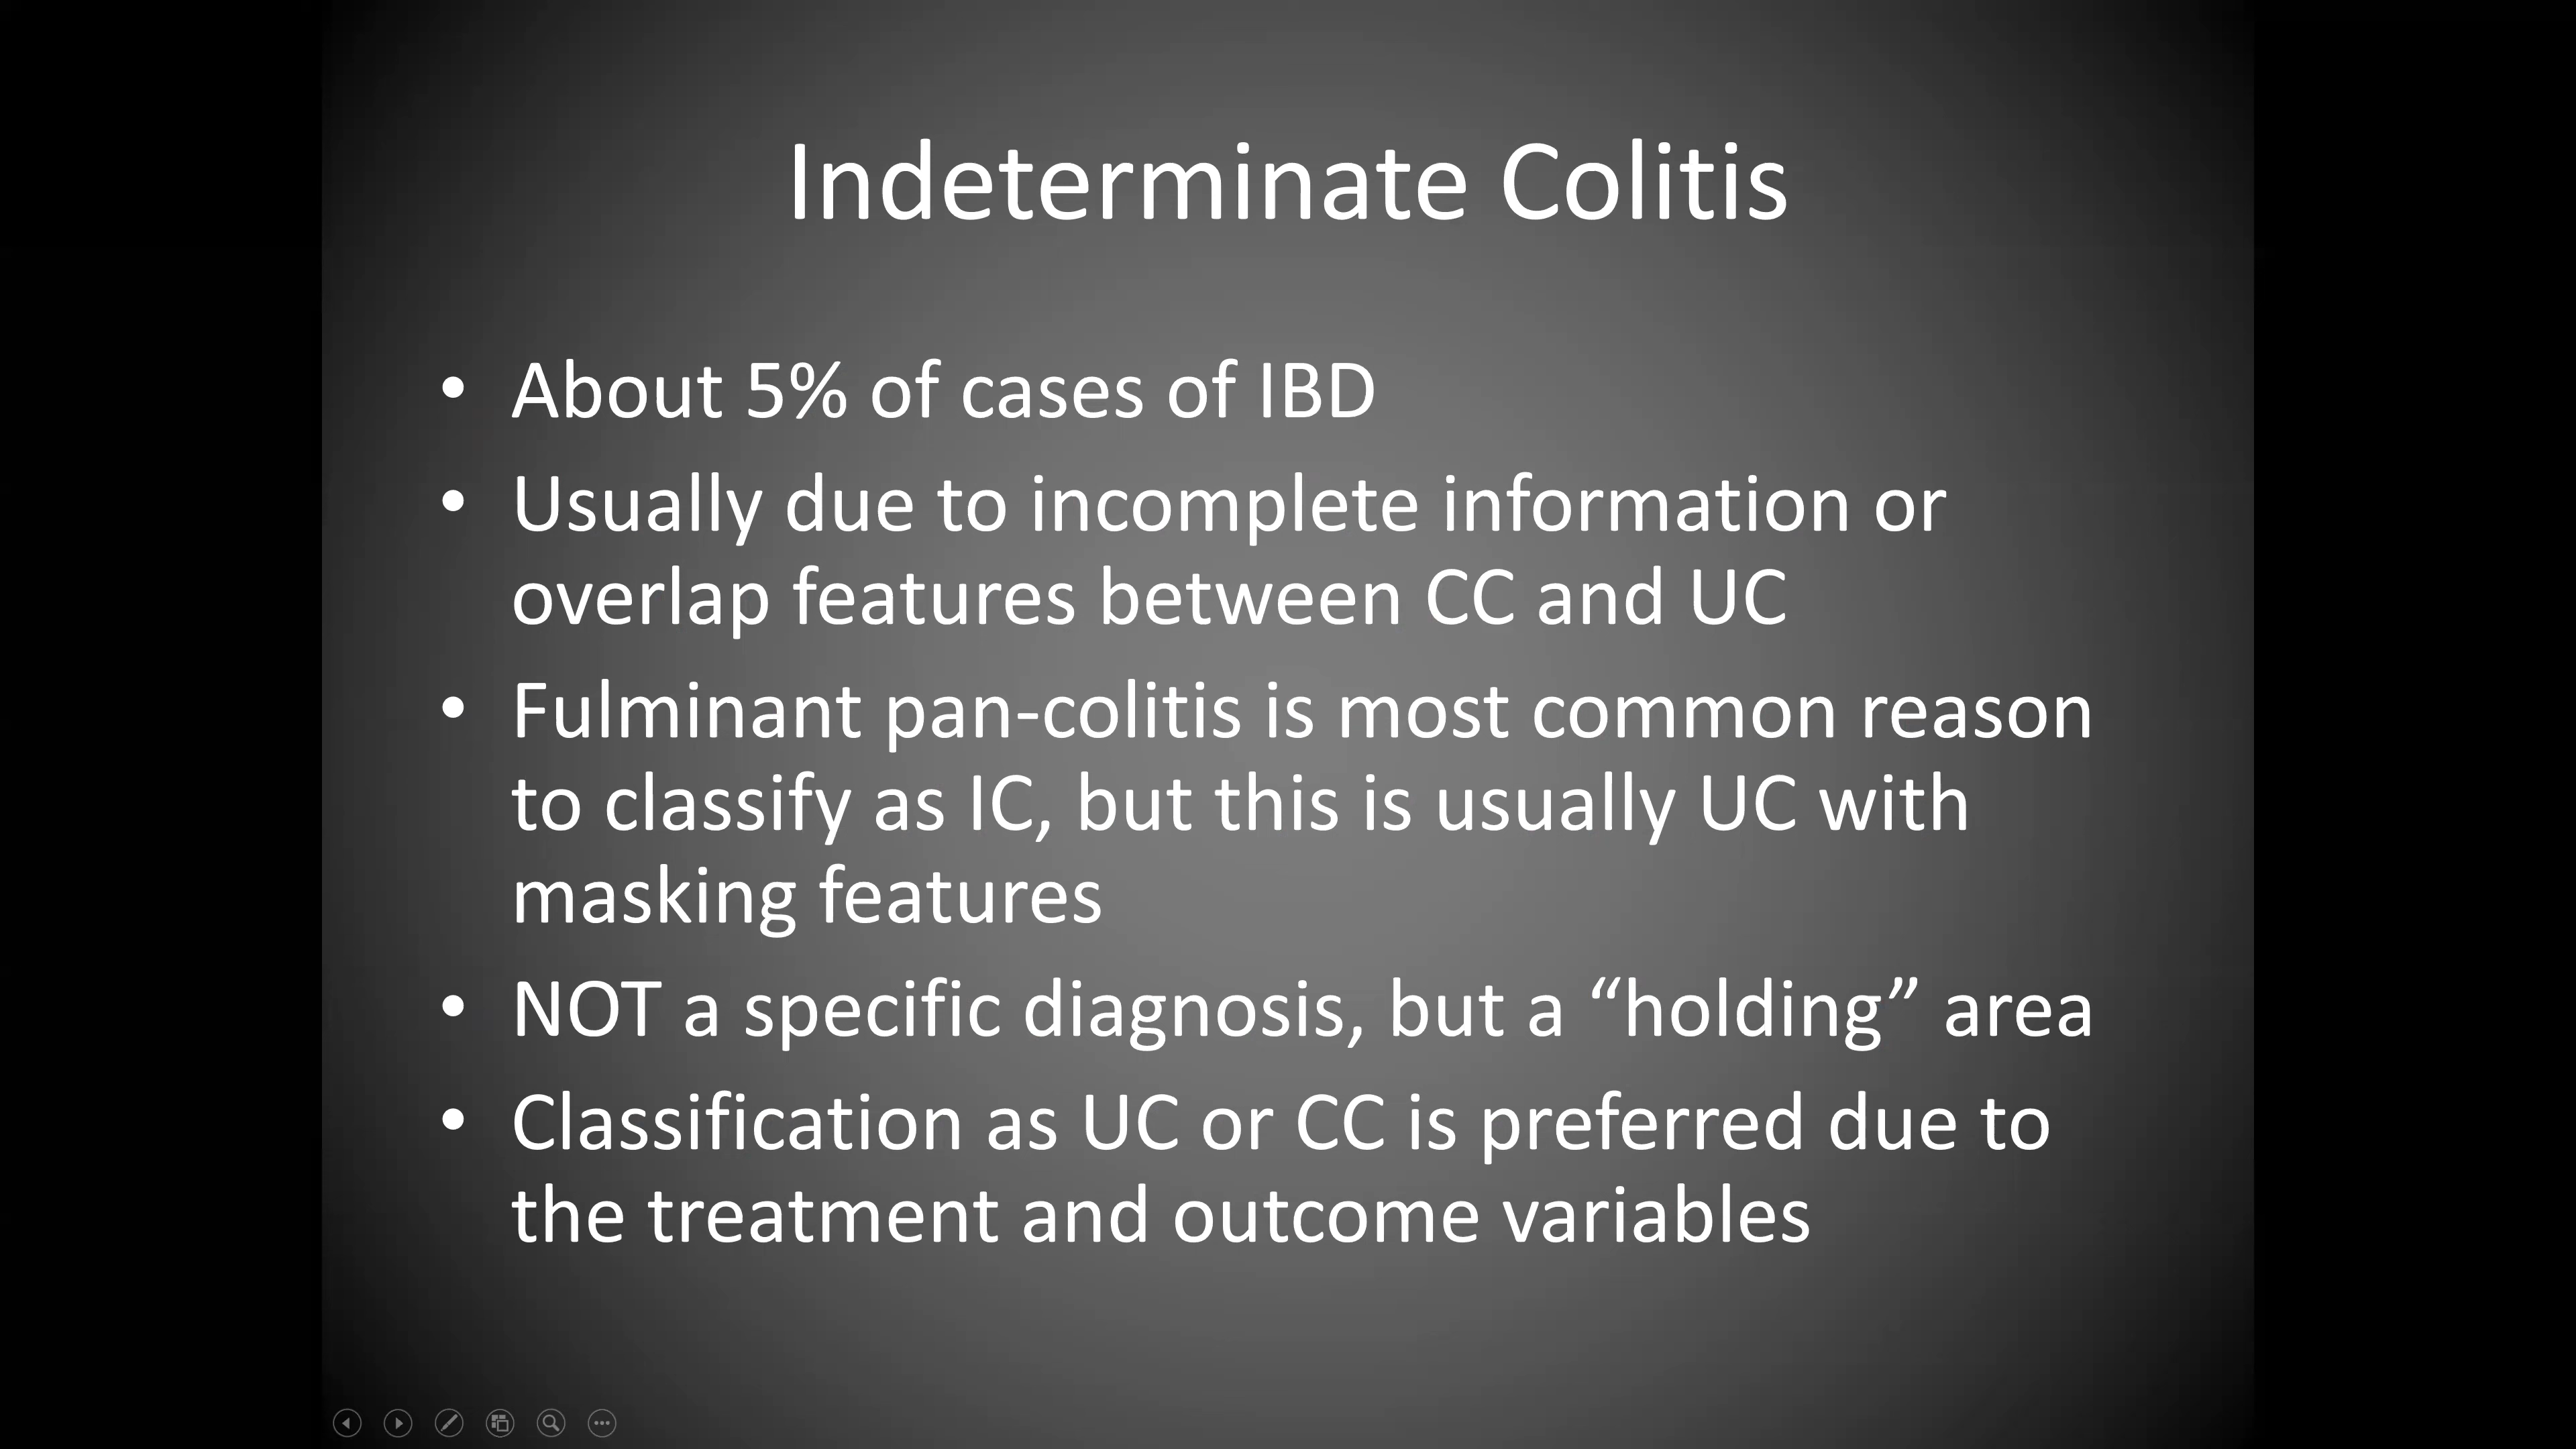 Indeterminate Colitis
• About 5% of cases of IBD
• Usually due to incomplete information or
overlap features between CC and UC
• Fulminant pan-colitis is most common reason
to classify as IC, but this is usually UC with
masking features
• NOT a specific diagnosis, but a “holding” area
• Classification as UC or CC is preferred due to
the treatment and outcome variables